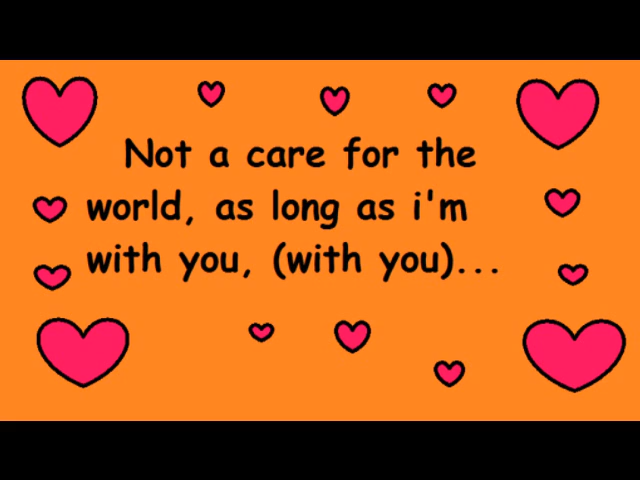 Not a care for the
world, as long as i'm
with you, (with you)...